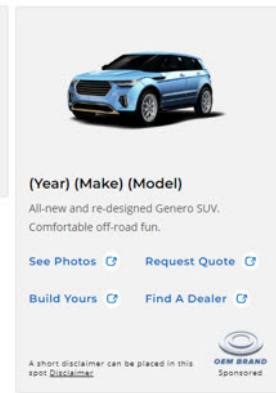 (Year) (Make) (Model)
All-new and re-designed Genero SUV.
Comfortable off-road fun.
See Photos
Request Quote
Build Yours
Find A Dealer
A short disclaimer can be placed in this
spot Disclaimer
OEM BRAND
Sponsored